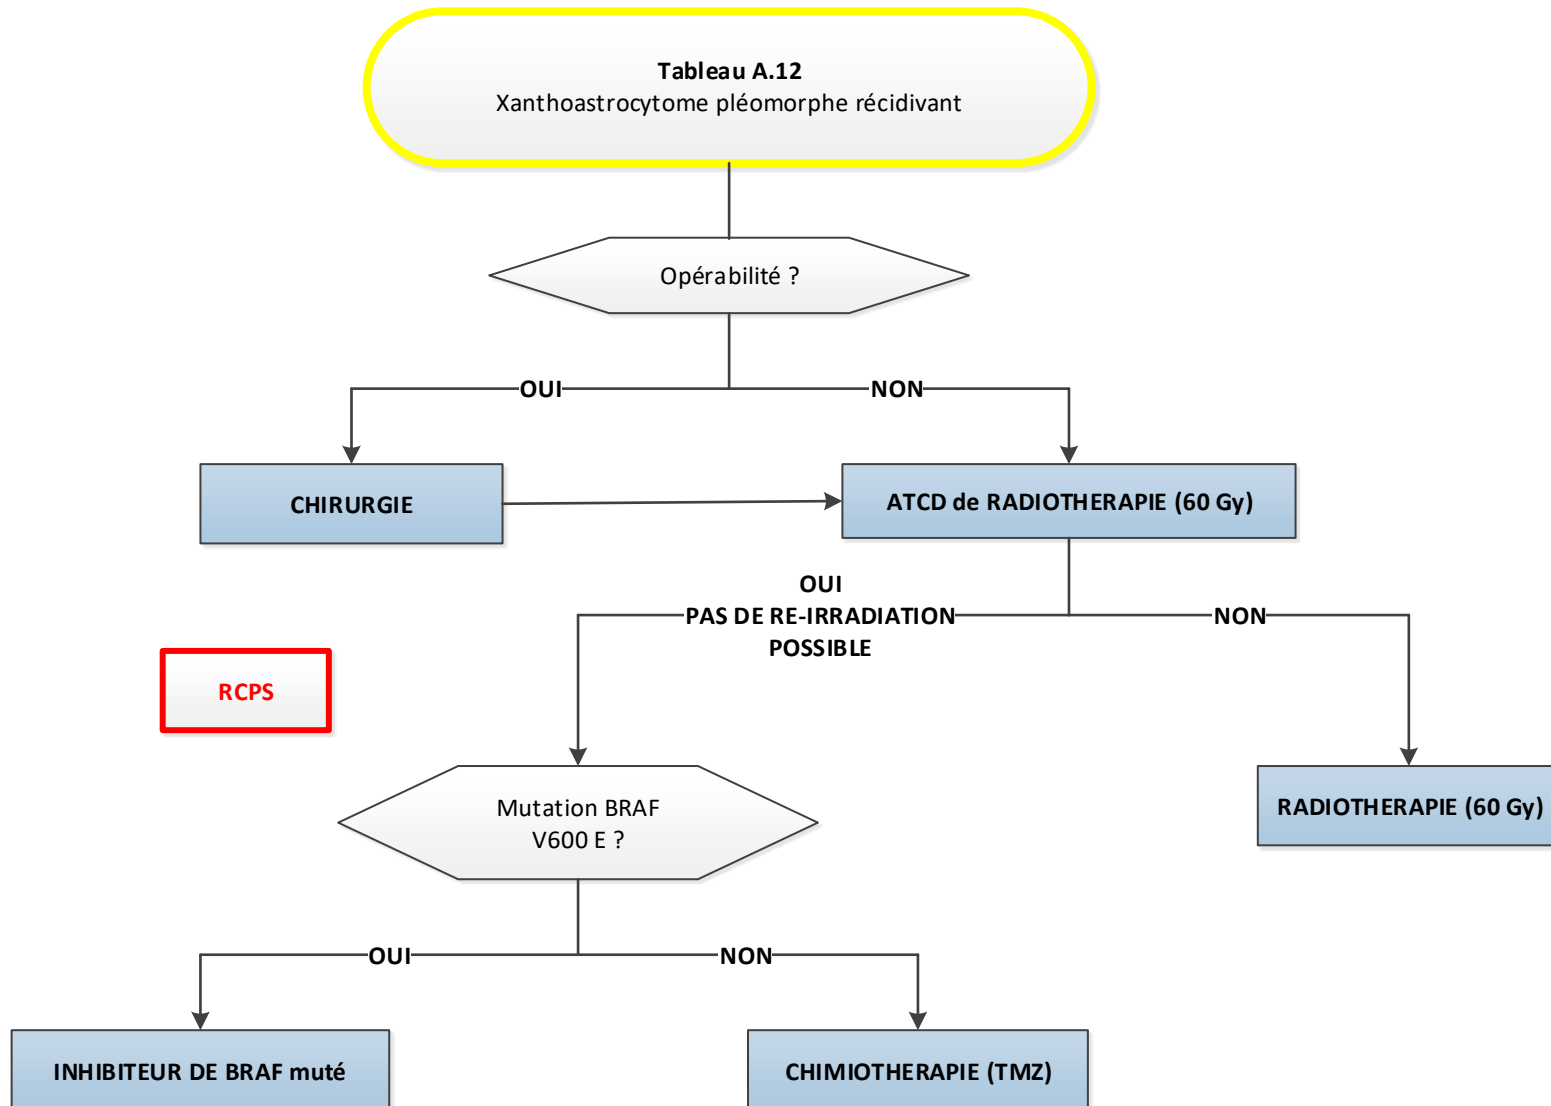 Tableau A.12
Xanthoastrocytome pléomorphe récidivant
Opérabilité ?
OUI
NON
CHIRURGIE
ATCD de RADIOTHERAPIE (60 Gy)
OUI
PAS DE RE-IRRADIATION
POSSIBLE
NON
RCPS
RADIOTHERAPIE (60 Gy)
Mutation BRAF
V600 E ?
OUI
NON
INHIBITEUR DE BRAF muté
CHIMIOTHERAPIE (TMZ)